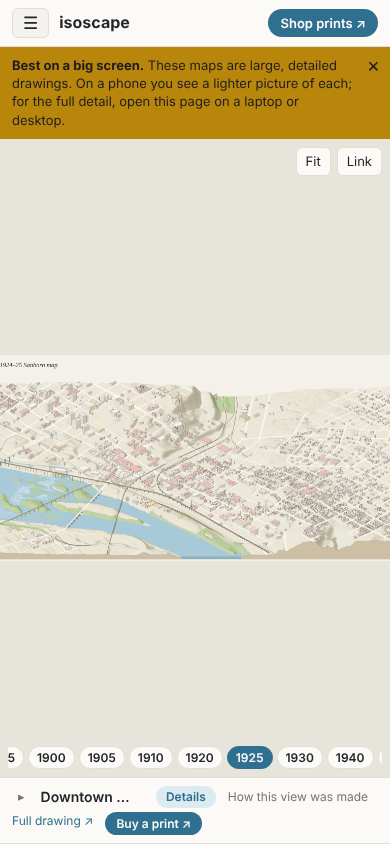 ☰ isoscape Shop prints ↗
Best on a big screen. These maps are large, detailed
drawings. On a phone you see a lighter picture of each;
for the full detail, open this page on a laptop or
desktop.
Fit Link
1924–25 Sanborn map
5 1900 1905 1910 1920 1925 1930 1940
▸ Downtown ... Details How this view was made
Full drawing ↗ Buy a print ↗